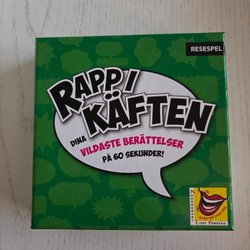 RESESPEL
RAPP I
KÄFTEN
DINA
VILDASTE BERÄTTELSER
PÅ 60 SEKUNDER!